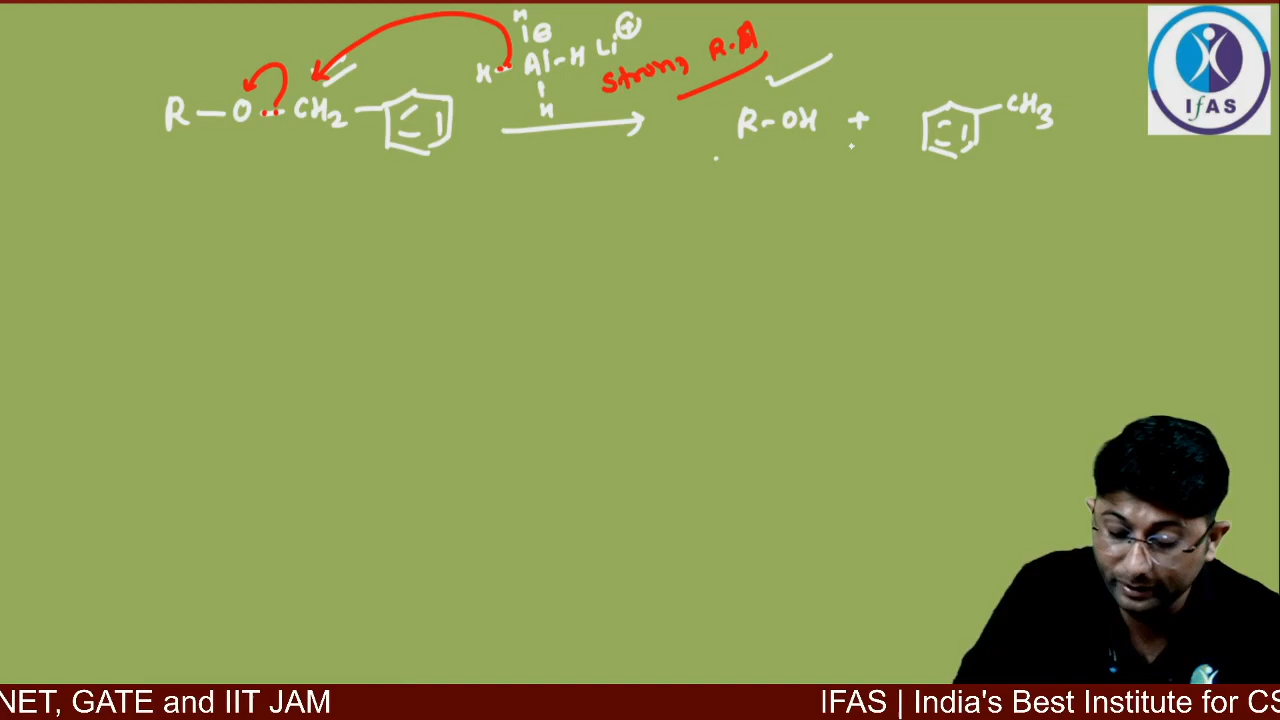 H
H Al⊖ – H Li⊕ strong R.A
H
R – O – CH2 – ⟶ R-OH + CH3
IfAS
NET, GATE and IIT JAM IFAS | India's Best Institute for CS